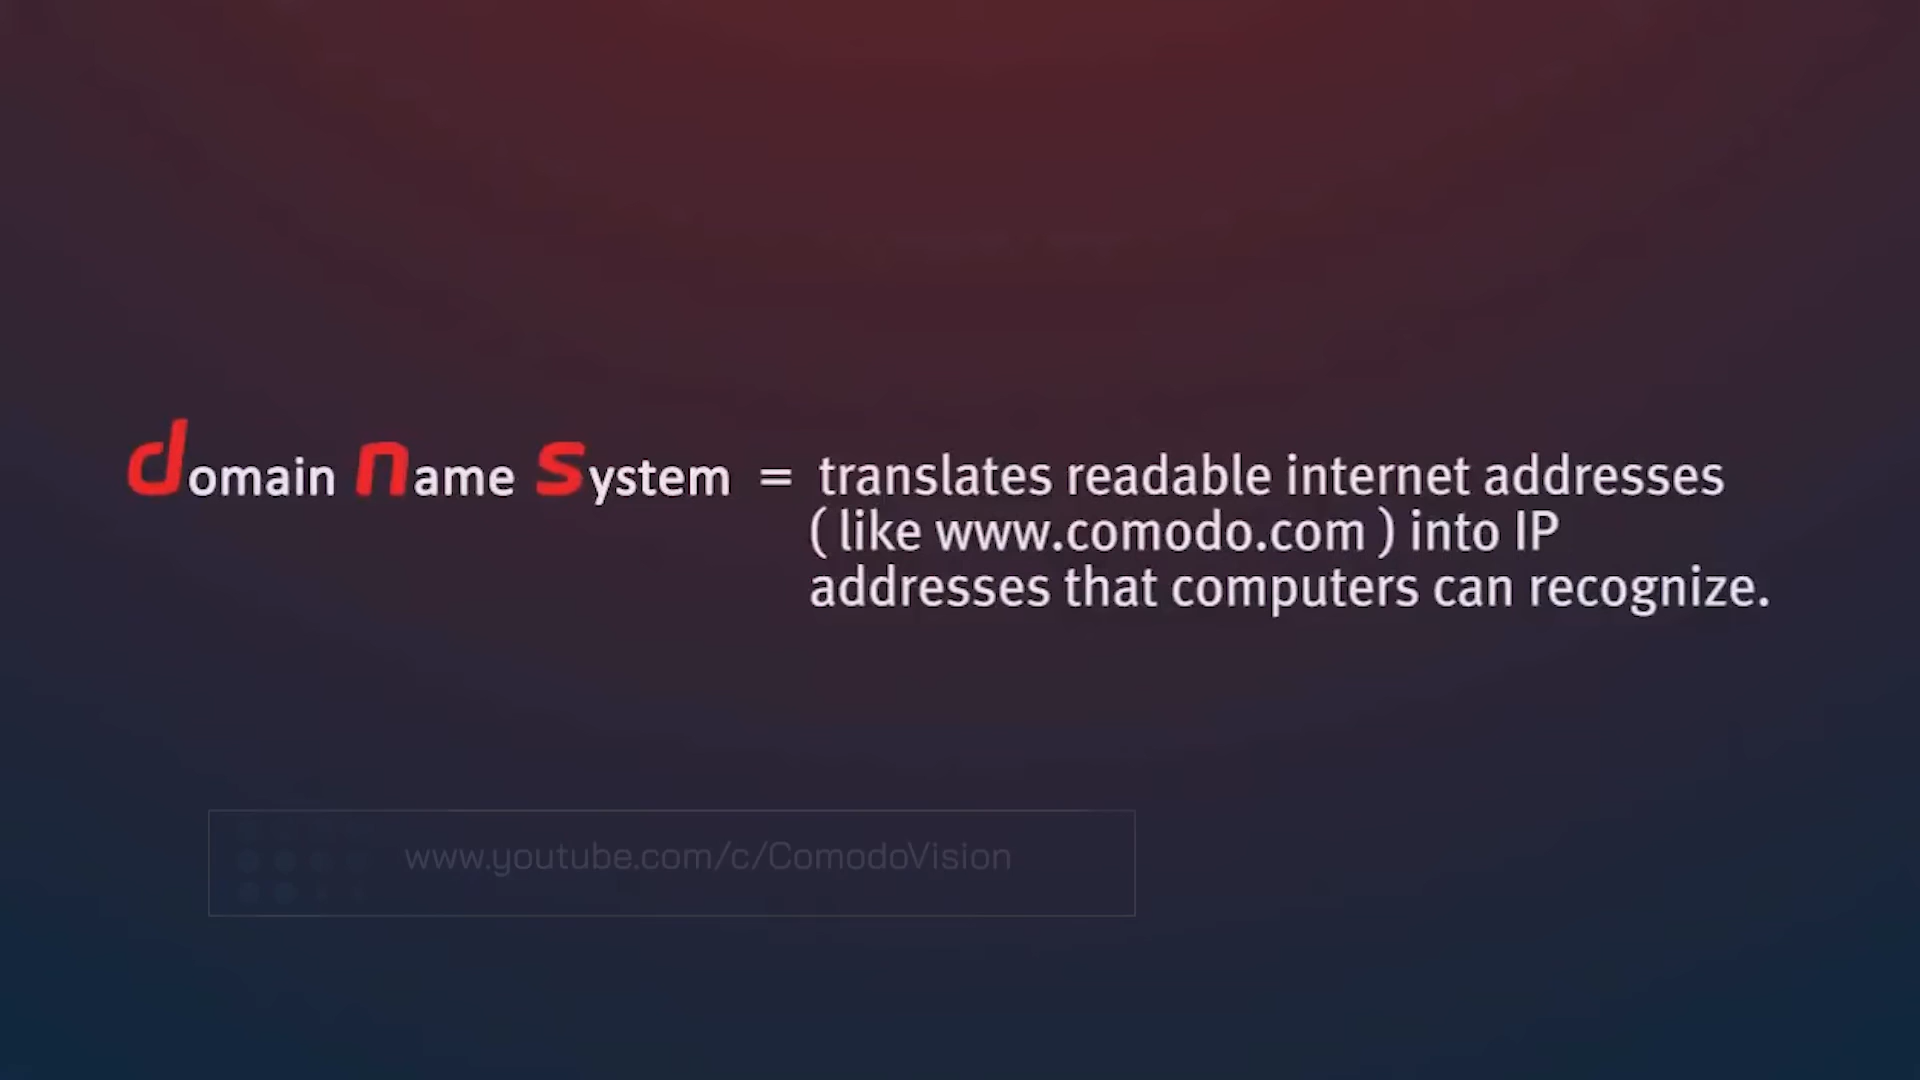 domain name system = translates readable internet addresses
( like www.comodo.com ) into IP
addresses that computers can recognize.
www.youtube.com/c/ComodoVision